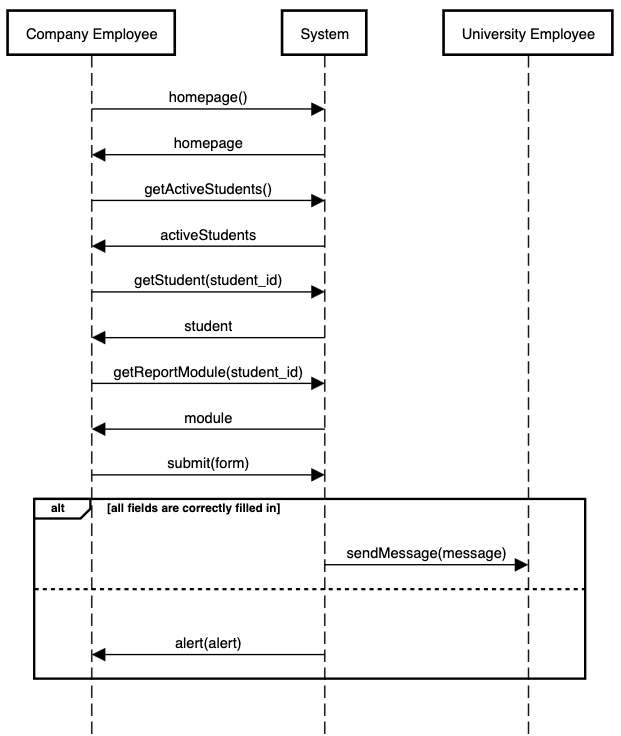 Company Employee
System
University Employee
homepage()
homepage
getActiveStudents()
activeStudents
getStudent(student_id)
student
getReportModule(student_id)
module
submit(form)
alt [all fields are correctly filled in]
sendMessage(message)
alert(alert)